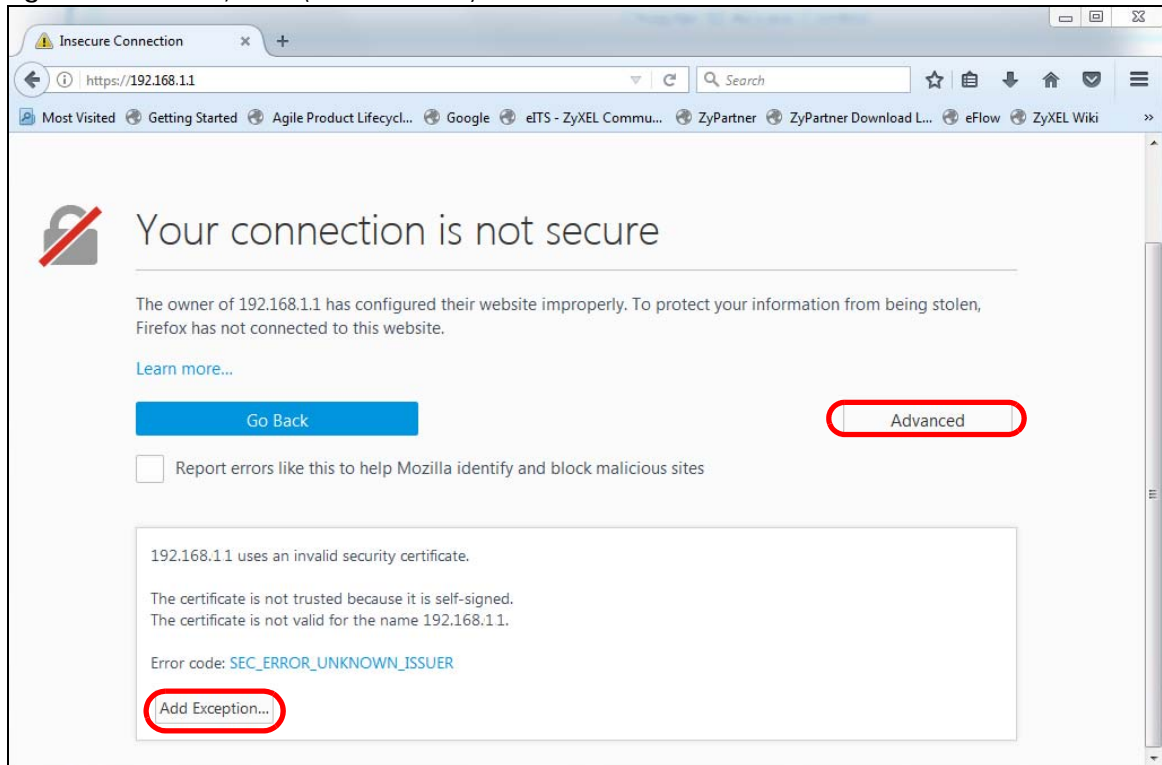 Insecure Connection
https://192.168.1.1
Search
Most Visited Getting Started Agile Product Lifecycl... Google eITS - ZyXEL Commu... ZyPartner ZyPartner Download L... eFlow ZyXEL Wiki »
Your connection is not secure
The owner of 192.168.1.1 has configured their website improperly. To protect your information from being stolen,
Firefox has not connected to this website.
Learn more...
Go Back
Advanced
Report errors like this to help Mozilla identify and block malicious sites
192.168.1 1 uses an invalid security certificate.
The certificate is not trusted because it is self-signed.
The certificate is not valid for the name 192.168.1 1.
Error code: SEC_ERROR_UNKNOWN_ISSUER
Add Exception...